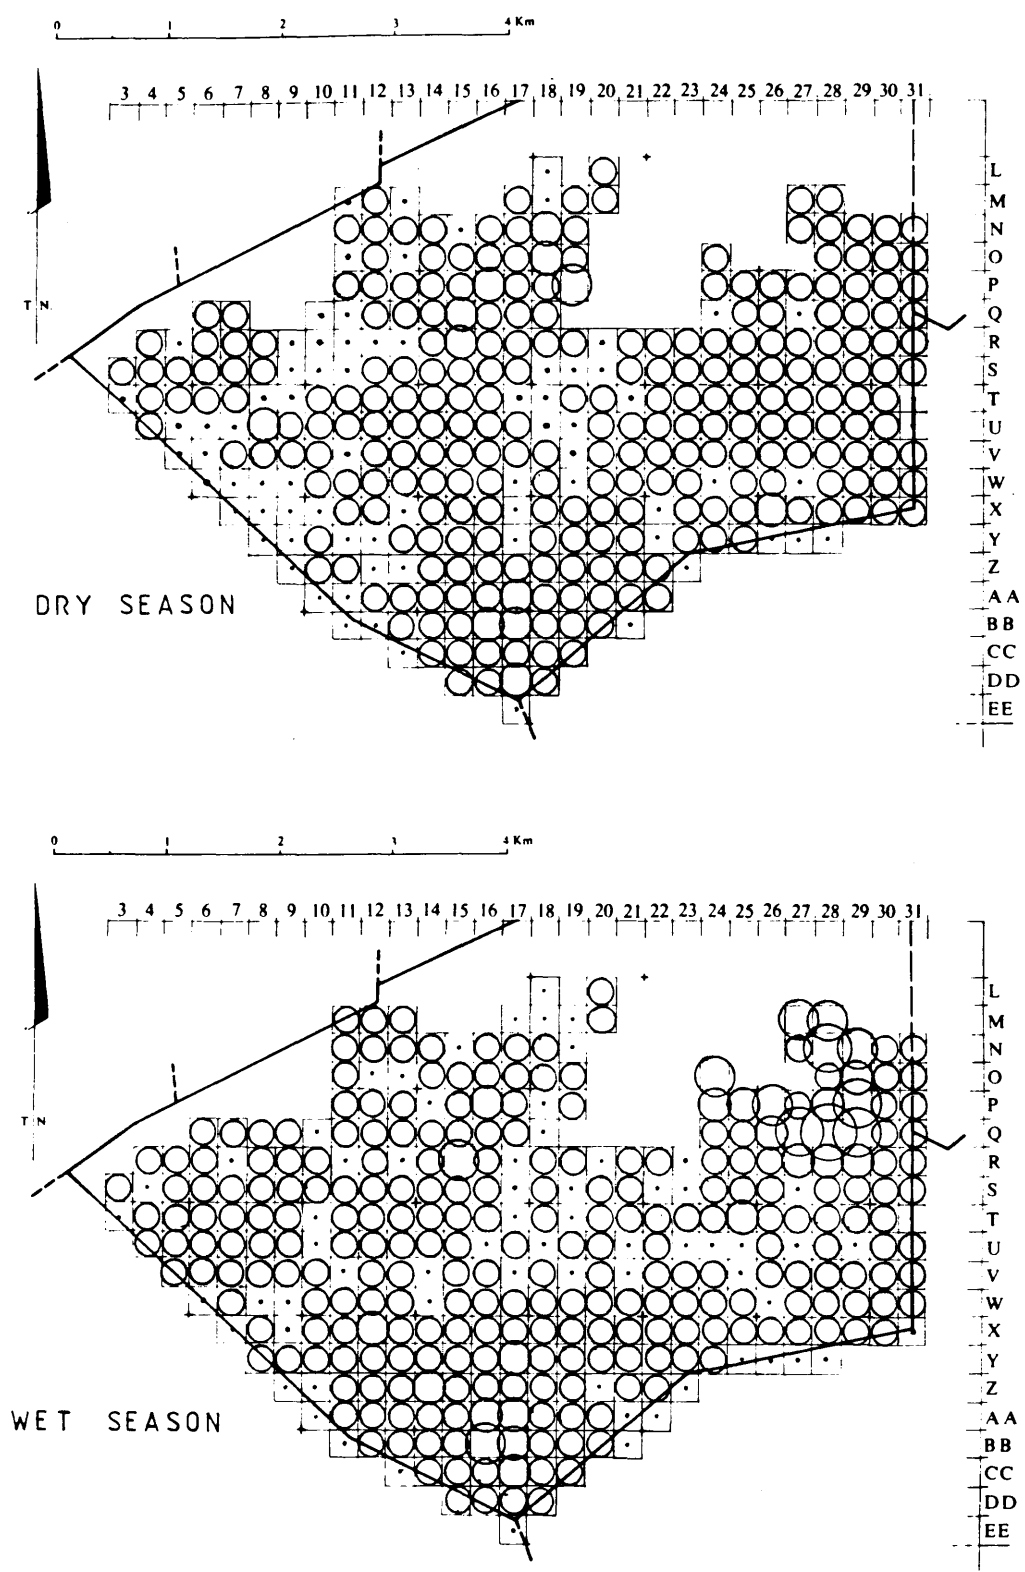 0 1 2 3 4 Km
3 4 5 6 7 8 9 10 11 12 13 14 15 16 17 18 19 20 21 22 23 24 25 26 27 28 29 30 31
L
M
N
O
P
T N
Q
R
S
T
U
V
W
X
Y
Z
DRY SEASON
AA
BB
CC
DD
EE
0 1 2 3 4 Km
3 4 5 6 7 8 9 10 11 12 13 14 15 16 17 18 19 20 21 22 23 24 25 26 27 28 29 30 31
L
M
N
O
P
T N
Q
R
S
T
U
V
W
X
Y
Z
WET SEASON
AA
BB
CC
DD
EE